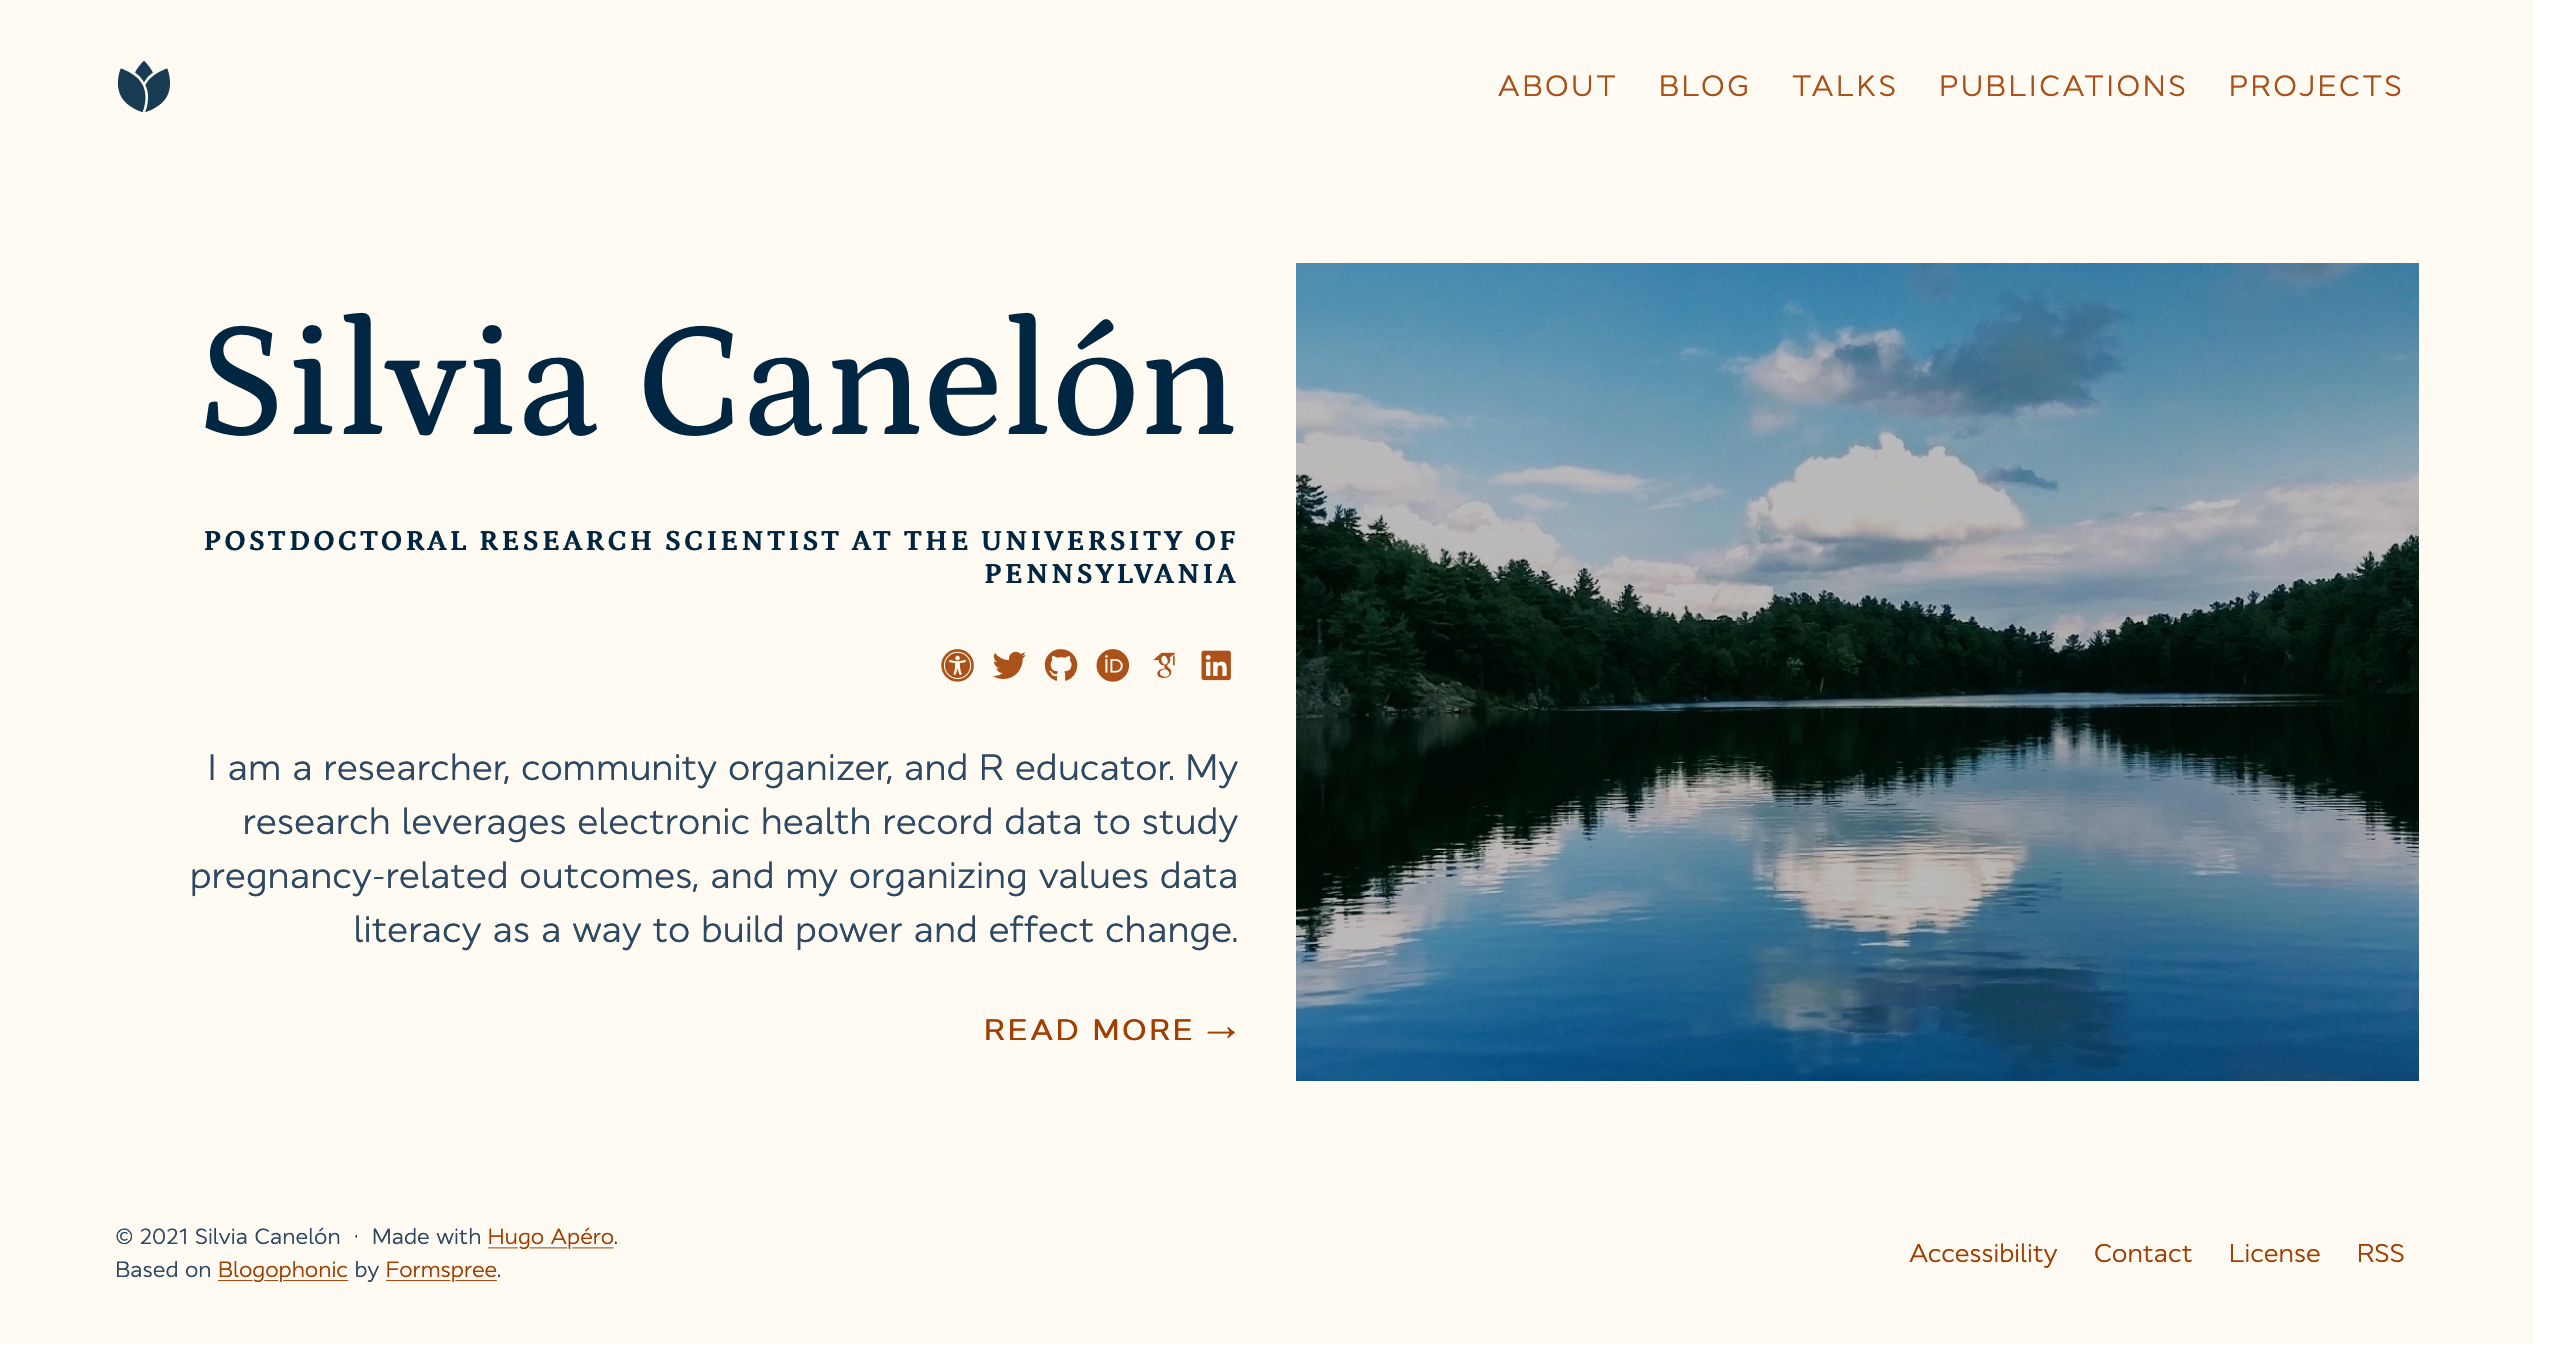 ABOUT BLOG TALKS PUBLICATIONS PROJECTS
Silvia Canelón
POSTDOCTORAL RESEARCH SCIENTIST AT THE UNIVERSITY OF
PENNSYLVANIA
I am a researcher, community organizer, and R educator. My
research leverages electronic health record data to study
pregnancy-related outcomes, and my organizing values data
literacy as a way to build power and effect change.
READ MORE →
© 2021 Silvia Canelón · Made with Hugo Apéro.
Based on Blogophonic by Formspree.
Accessibility Contact License RSS